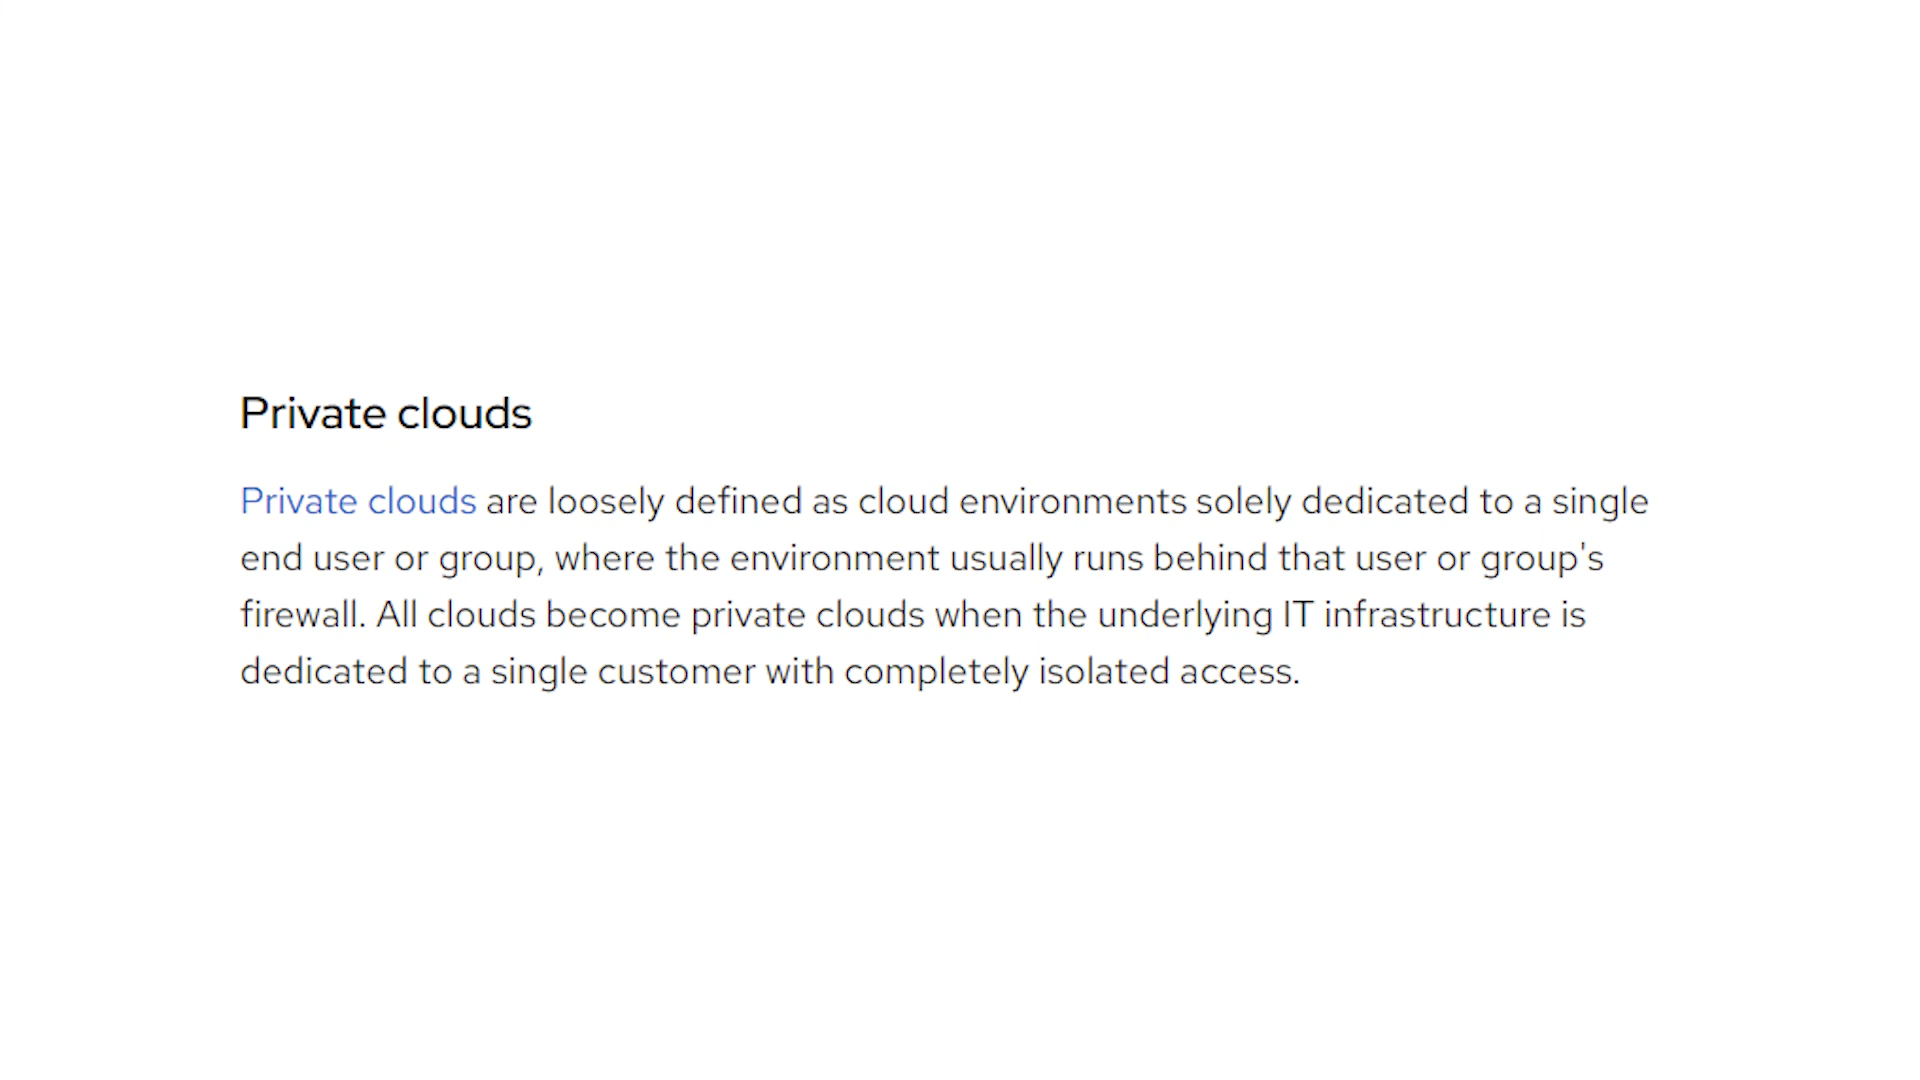 Private clouds
Private clouds are loosely defined as cloud environments solely dedicated to a single
end user or group, where the environment usually runs behind that user or group's
firewall. All clouds become private clouds when the underlying IT infrastructure is
dedicated to a single customer with completely isolated access.